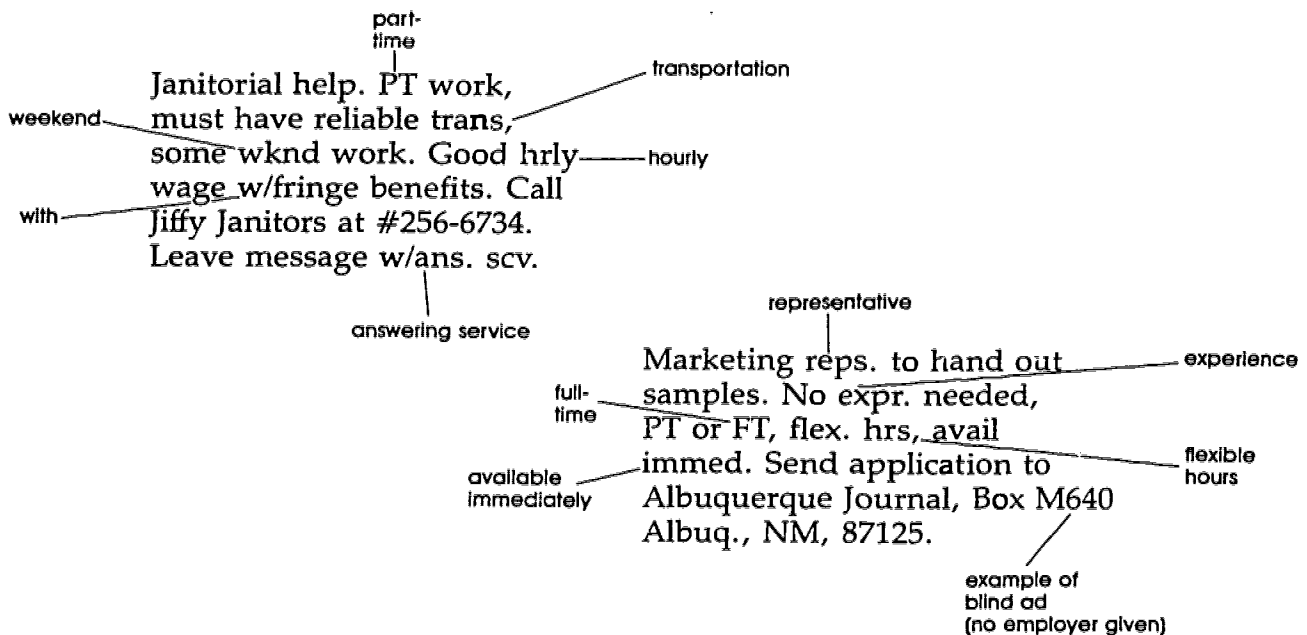 part-
time
Janitorial help. PT work,
transportation
must have reliable trans,
weekend
some wknd work. Good hrly
hourly
wage w/fringe benefits. Call
with
Jiffy Janitors at #256-6734.
Leave message w/ans. scv.
answering service
representative
Marketing reps. to hand out
experience
samples. No expr. needed,
full-
time
PT or FT, flex. hrs, avail
flexible
hours
immed. Send application to
available
immediately
Albuquerque Journal, Box M640
Albuq., NM, 87125.
example of
blind ad
(no employer given)